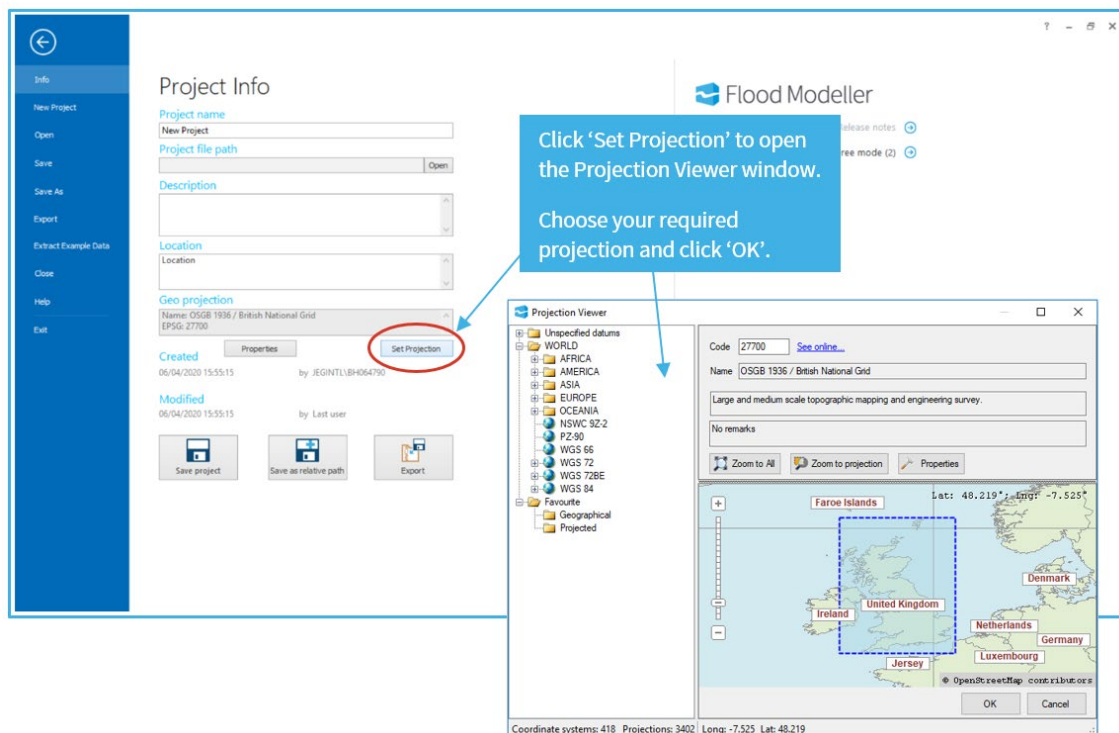 ?
Info
New Project
Open
Save
Save As
Export
Extract Example Data
Close
Help
Exit
Project Info
Project name
New Project
Project file path
Open
Description
Location
Location
Geo projection
Name: OSGB 1936 / British National Grid
EPSG: 27700
Properties
Set Projection
Created
06/04/2020 15:55:15 by JEGINTL\BH064790
Modified
06/04/2020 15:55:15 by Last user
Save project
Save as relative path
Export
Flood Modeller
elease notes
ree mode (2)
Click ‘Set Projection’ to open
the Projection Viewer window.
Choose your required
projection and click ‘OK’.
Projection Viewer
Unspecified datums
WORLD
AFRICA
AMERICA
ASIA
EUROPE
OCEANIA
NSWC 9Z-2
PZ-90
WGS 66
WGS 72
WGS 72BE
WGS 84
Favourite
Geographical
Projected
Code 27700 See online...
Name OSGB 1936 / British National Grid
Large and medium scale topographic mapping and engineering survey.
No remarks
Zoom to All
Zoom to projection
Properties
Lat: 48.219°; Lng: -7.525°
Faroe Islands
Denmark
United Kingdom
Ireland
Netherlands
Germany
Luxembourg
Jersey
© OpenStreetMap contributors
OK
Cancel
Coordinate systems: 418 Projections: 3402 Long: -7.525 Lat: 48.219